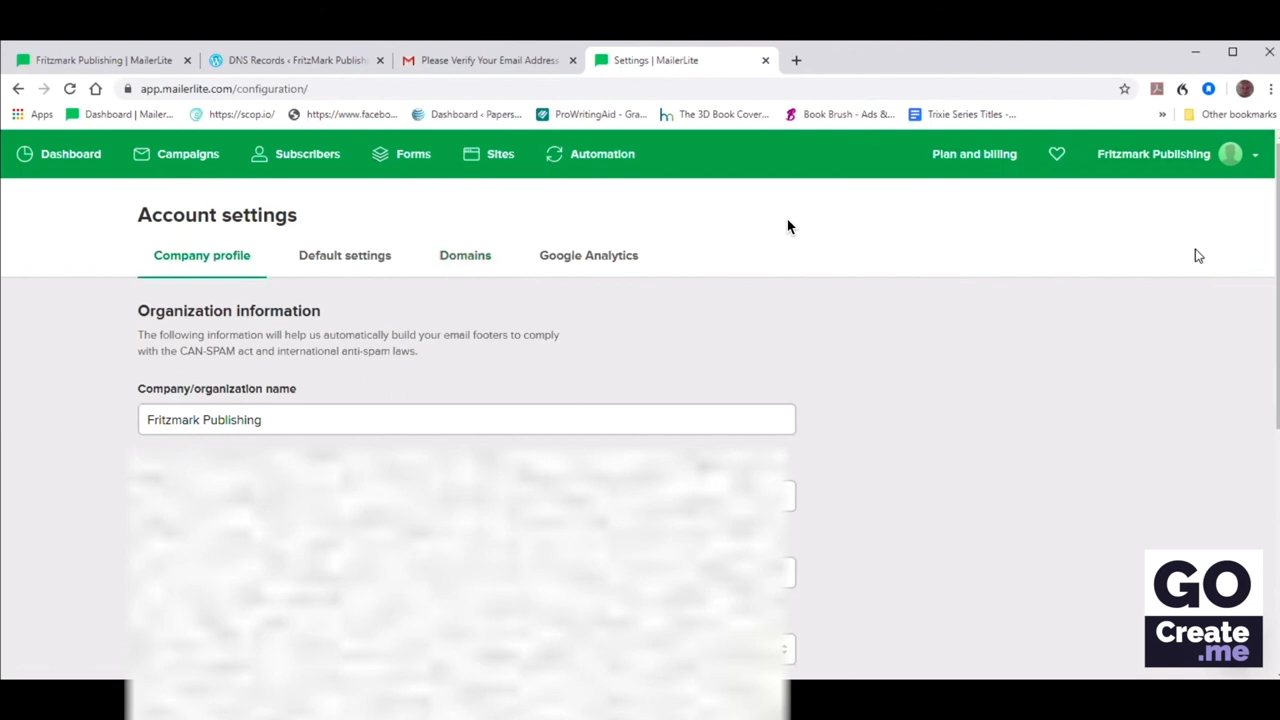 Fritzmark Publishing | MailerLite
DNS Records ‹ FritzMark Publish
Please Verify Your Email Address
Settings | MailerLite
app.mailerlite.com/configuration/
Apps
Dashboard | Mailer...
https://scop.io/
https://www.facebo...
Dashboard ‹ Papers...
ProWritingAid - Gra...
The 3D Book Cover...
Book Brush - Ads &...
Trixie Series Titles -...
Other bookmarks
Dashboard
Campaigns
Subscribers
Forms
Sites
Automation
Plan and billing
Fritzmark Publishing
Account settings
Company profile
Default settings
Domains
Google Analytics
Organization information
The following information will help us automatically build your email footers to comply
with the CAN-SPAM act and international anti-spam laws.
Company/organization name
Fritzmark Publishing
GO
Create
.me